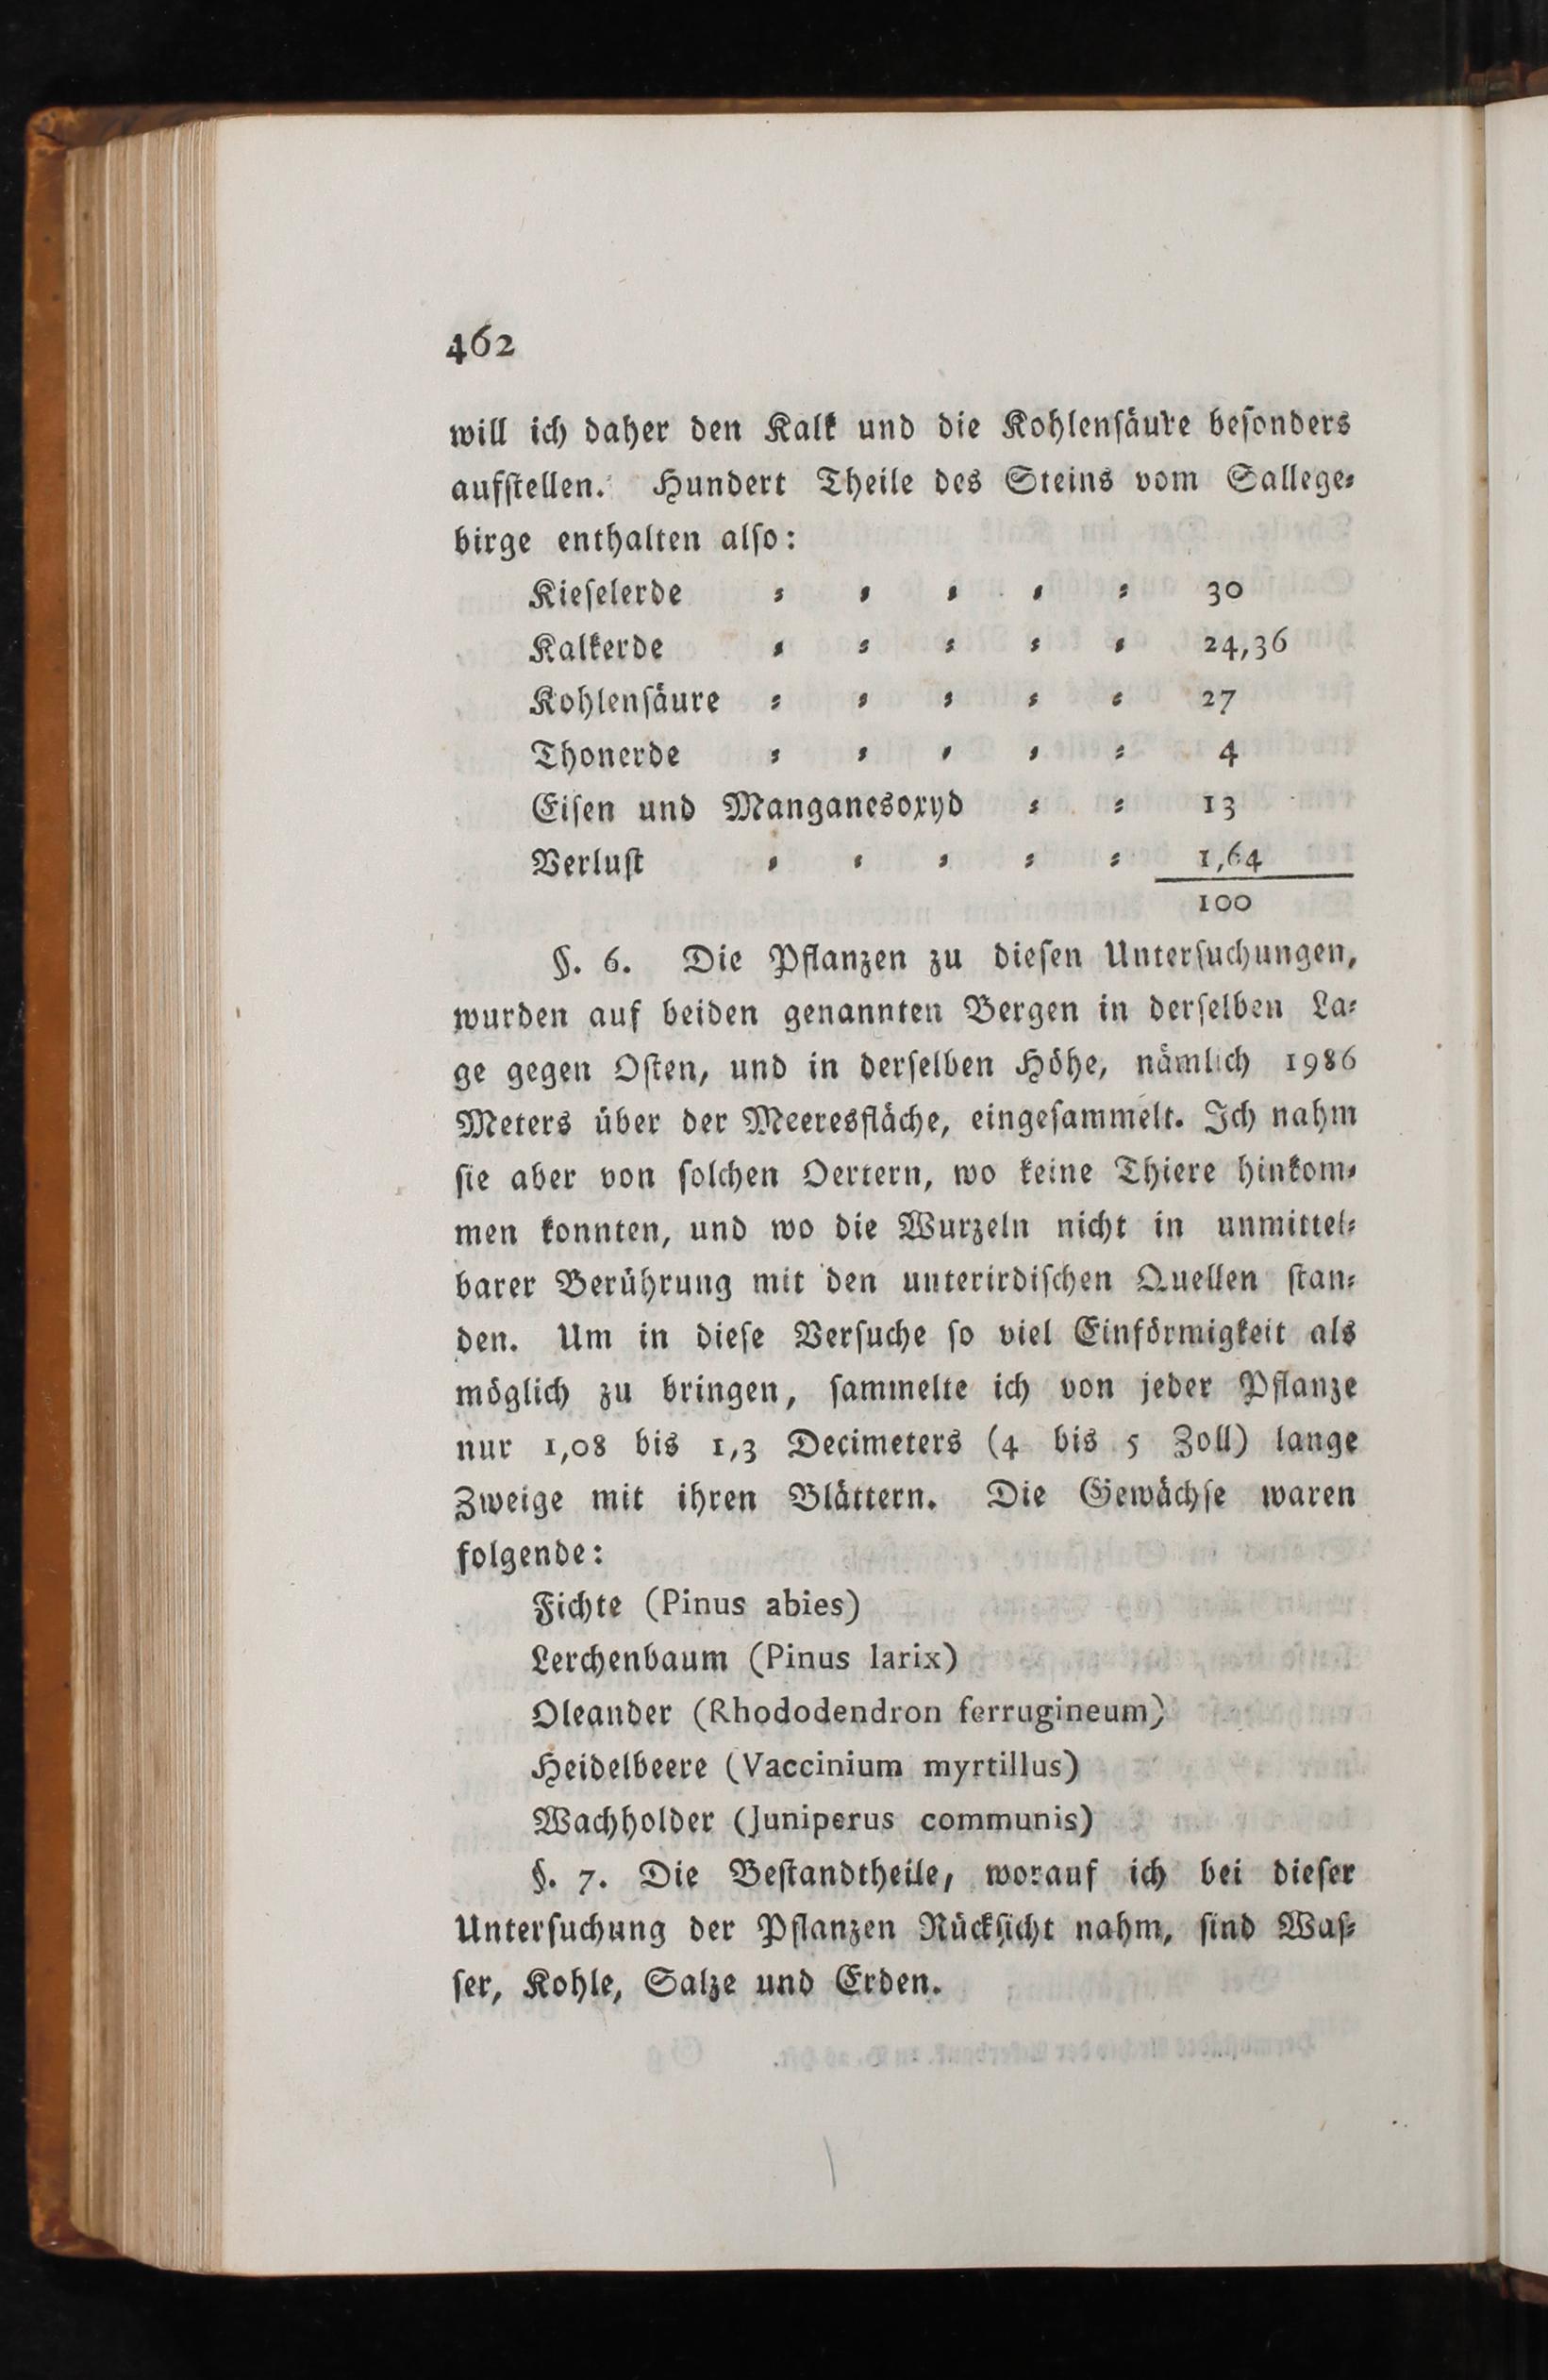 462
will ich daher den Kalk und die Kohlenſäure beſonders
aufſtellen. Hundert Theile des Steins vom Sallege⸗
birge enthalten alſo:
Kieſelerde ⸗ ⸗ ⸗ ⸗ ⸗ 30
Kalkerde ⸗ ⸗ ⸗ ⸗ ⸗ 24,36
Kohlenſäure ⸗ ⸗ ⸗ ⸗ ⸗ 27
Thonerde ⸗ ⸗ ⸗ ⸗ ⸗ 4
Eiſen und Manganesoxyd ⸗ ⸗ 13
Verluſt ⸗ ⸗ ⸗ ⸗ ⸗ 1,64
100
§. 6. Die Pflanzen zu dieſen Unterſuchungen,
wurden auf beiden genannten Bergen in derſelben La⸗
ge gegen Oſten, und in derſelben Höhe, nämlich 1986
Meters über der Meeresfläche, eingeſammelt. Ich nahm
ſie aber von ſolchen Oertern, wo keine Thiere hinkom⸗
men konnten, und wo die Wurzeln nicht in unmittel⸗
barer Berührung mit den unterirdiſchen Quellen ſtan⸗
den. Um in dieſe Verſuche ſo viel Einförmigkeit als
möglich zu bringen, ſammelte ich von jeder Pflanze
nur 1,08 bis 1,3 Decimeters (4 bis 5 Zoll) lange
Zweige mit ihren Blättern. Die Gewächſe waren
folgende:
Fichte (Pinus abies)
Lerchenbaum (Pinus larix)
Oleander (Rhododendron ferrugineum)
Heidelbeere (Vaccinium myrtillus)
Wachholder (Juniperus communis)
§. 7. Die Beſtandtheile, worauf ich bei dieſer
Unterſuchung der Pflanzen Rückſicht nahm, ſind Waſ⸗
ſer, Kohle, Salze und Erden.